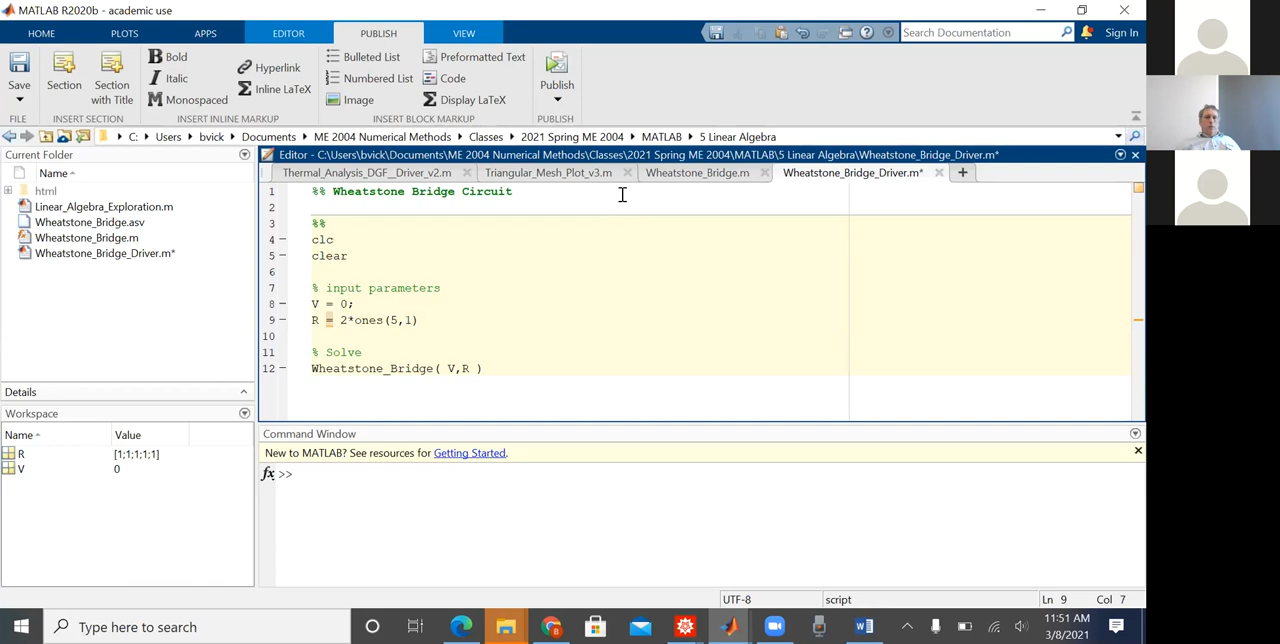 MATLAB R2020b - academic use
HOME PLOTS APPS EDITOR PUBLISH VIEW
Search Documentation
Sign In
Save
Section
Section with Title
Bold
Italic
Monospaced
Hyperlink
Inline LaTeX
Bulleted List
Numbered List
Image
Preformatted Text
Code
Display LaTeX
Publish
FILE INSERT SECTION INSERT INLINE MARKUP INSERT BLOCK MARKUP PUBLISH
C: Users bvick Documents ME 2004 Numerical Methods Classes 2021 Spring ME 2004 MATLAB 5 Linear Algebra
Current Folder
Name
html
Linear_Algebra_Exploration.m
Wheatstone_Bridge.asv
Wheatstone_Bridge.m
Wheatstone_Bridge_Driver.m*
Details
Workspace
Name Value
R [1;1;1;1;1]
V 0
Editor - C:\Users\bvick\Documents\ME 2004 Numerical Methods\Classes\2021 Spring ME 2004\MATLAB\5 Linear Algebra\Wheatstone_Bridge_Driver.m*
Thermal_Analysis_DGF__Driver_v2.m Triangular_Mesh_Plot_v3.m Wheatstone_Bridge.m Wheatstone_Bridge_Driver.m*
1 %% Wheatstone Bridge Circuit
2
3 %%
4 clc
5 clear
6
7 % input parameters
8 V = 0;
9 R = 2*ones(5,1)
10
11 % Solve
12 Wheatstone_Bridge( V,R )
Command Window
New to MATLAB? See resources for Getting Started.
fx >>
UTF-8 script Ln 9 Col 7
Type here to search
11:51 AM
3/8/2021